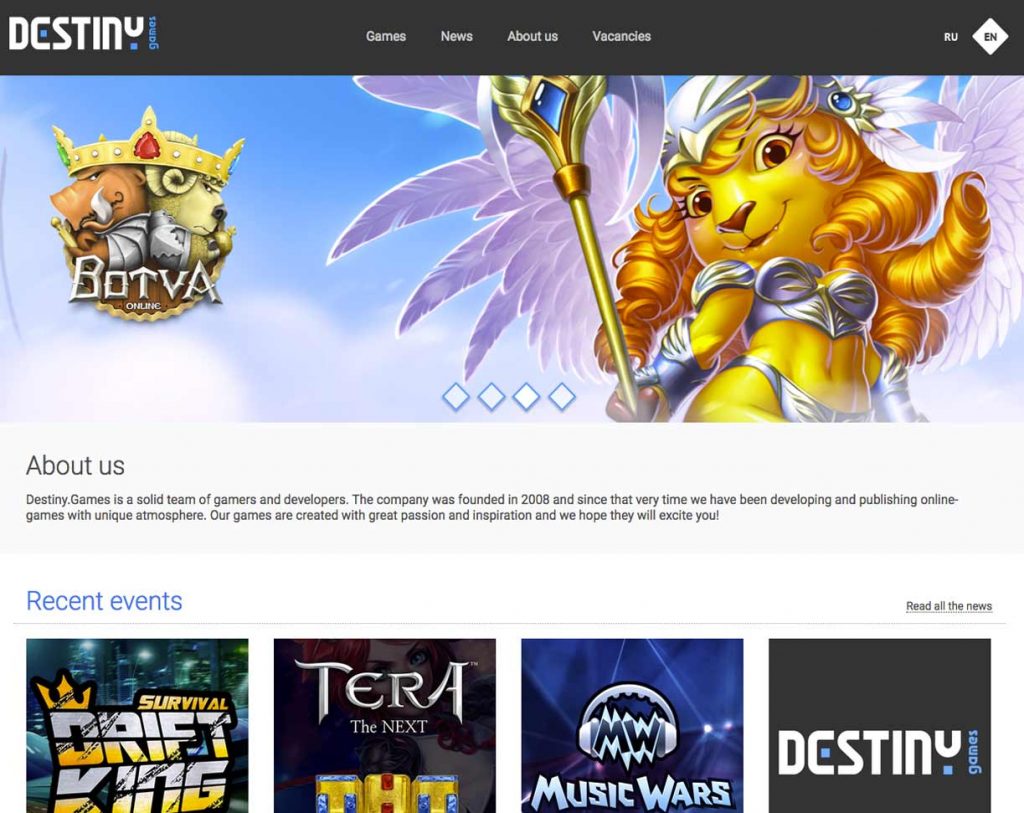 DESTINY games
Games
News
About us
Vacancies
RU
EN
BOTVA
ONLINE
About us
Destiny.Games is a solid team of gamers and developers. The company was founded in 2008 and since that very time we have been developing and publishing online-
games with unique atmosphere. Our games are created with great passion and inspiration and we hope they will excite you!
Recent events
Read all the news
SURVIVAL
DRIFT
KING
TERA™
The NEXT
MWMW
MUSIC WARS
DESTINY games